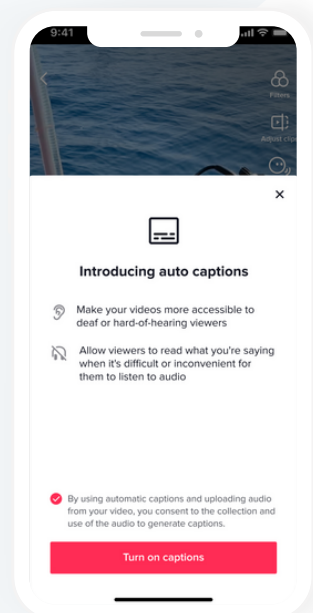 9:41
Filters
Adjust clips
Introducing auto captions
Make your videos more accessible to
deaf or hard-of-hearing viewers
Allow viewers to read what you're saying
when it's difficult or inconvenient for
them to listen to audio
By using automatic captions and uploading audio
from your video, you consent to the collection and
use of the audio to generate captions.
Turn on captions